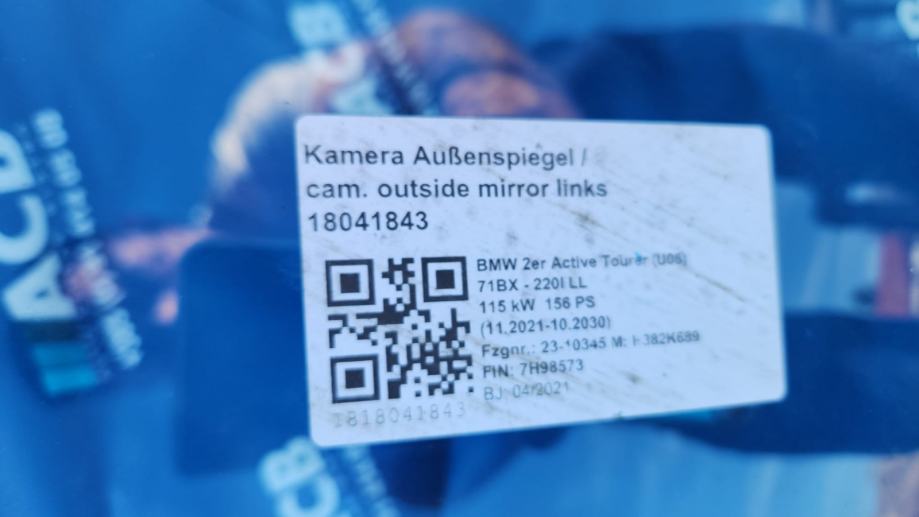 Kamera Außenspiegel /
cam. outside mirror links
18041843
BMW 2er Active Tourer (U06)
71BX - 220I LL
115 kW 156 PS
(11.2021-10.2030)
Fzgnr.: 23-10345 M:
FIN: 7H98573
BJ: 04/2021
1818041843
ACB
ACB